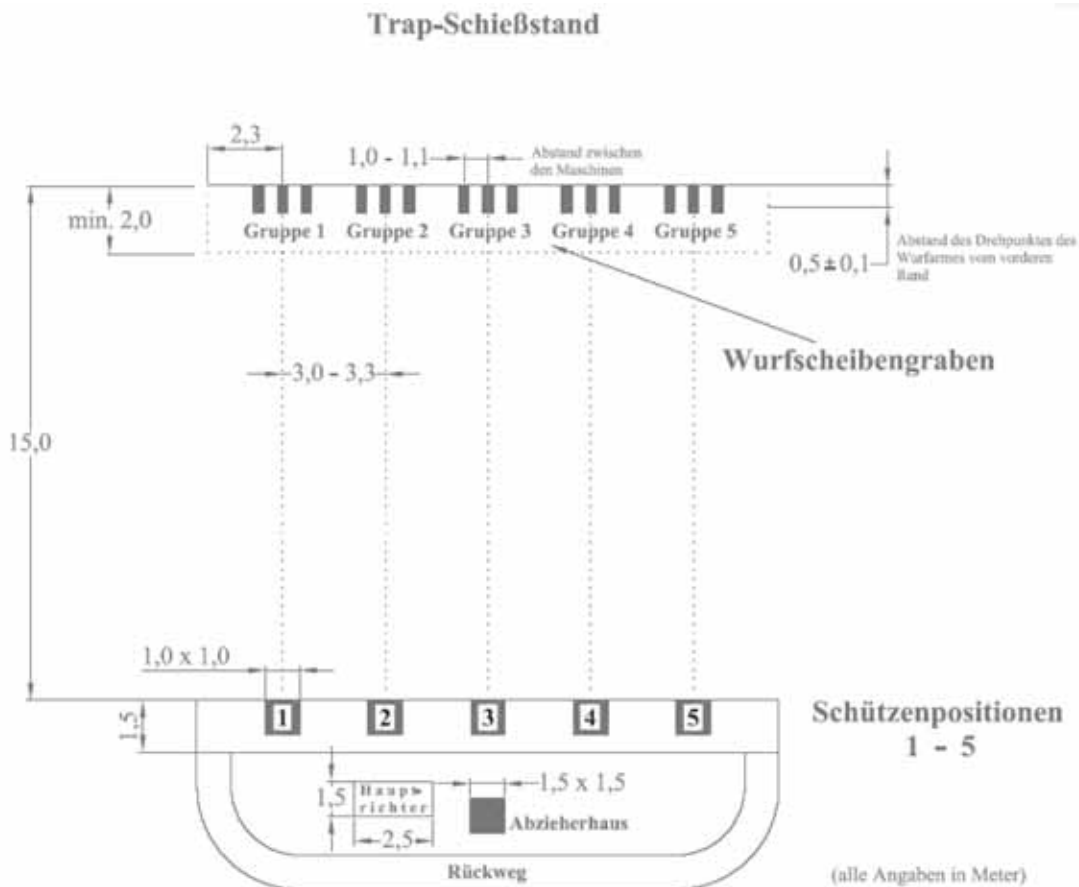 Trap-Schießstand
2,3
1,0 - 1,1
Abstand zwischen
den Maschinen
min. 2,0
Gruppe 1
Gruppe 2
Gruppe 3
Gruppe 4
Gruppe 5
0,5 ± 0,1
Abstand des Drehpunktes des
Wurfarmes vom vorderen
Rand
Wurfscheibengraben
3,0 - 3,3
15,0
1,0 x 1,0
1
2
3
4
5
1,5
Schützenpositionen
1 - 5
1,5
Haupt-
richter
2,5
1,5 x 1,5
Abzieherhaus
Rückweg
(alle Angaben in Meter)